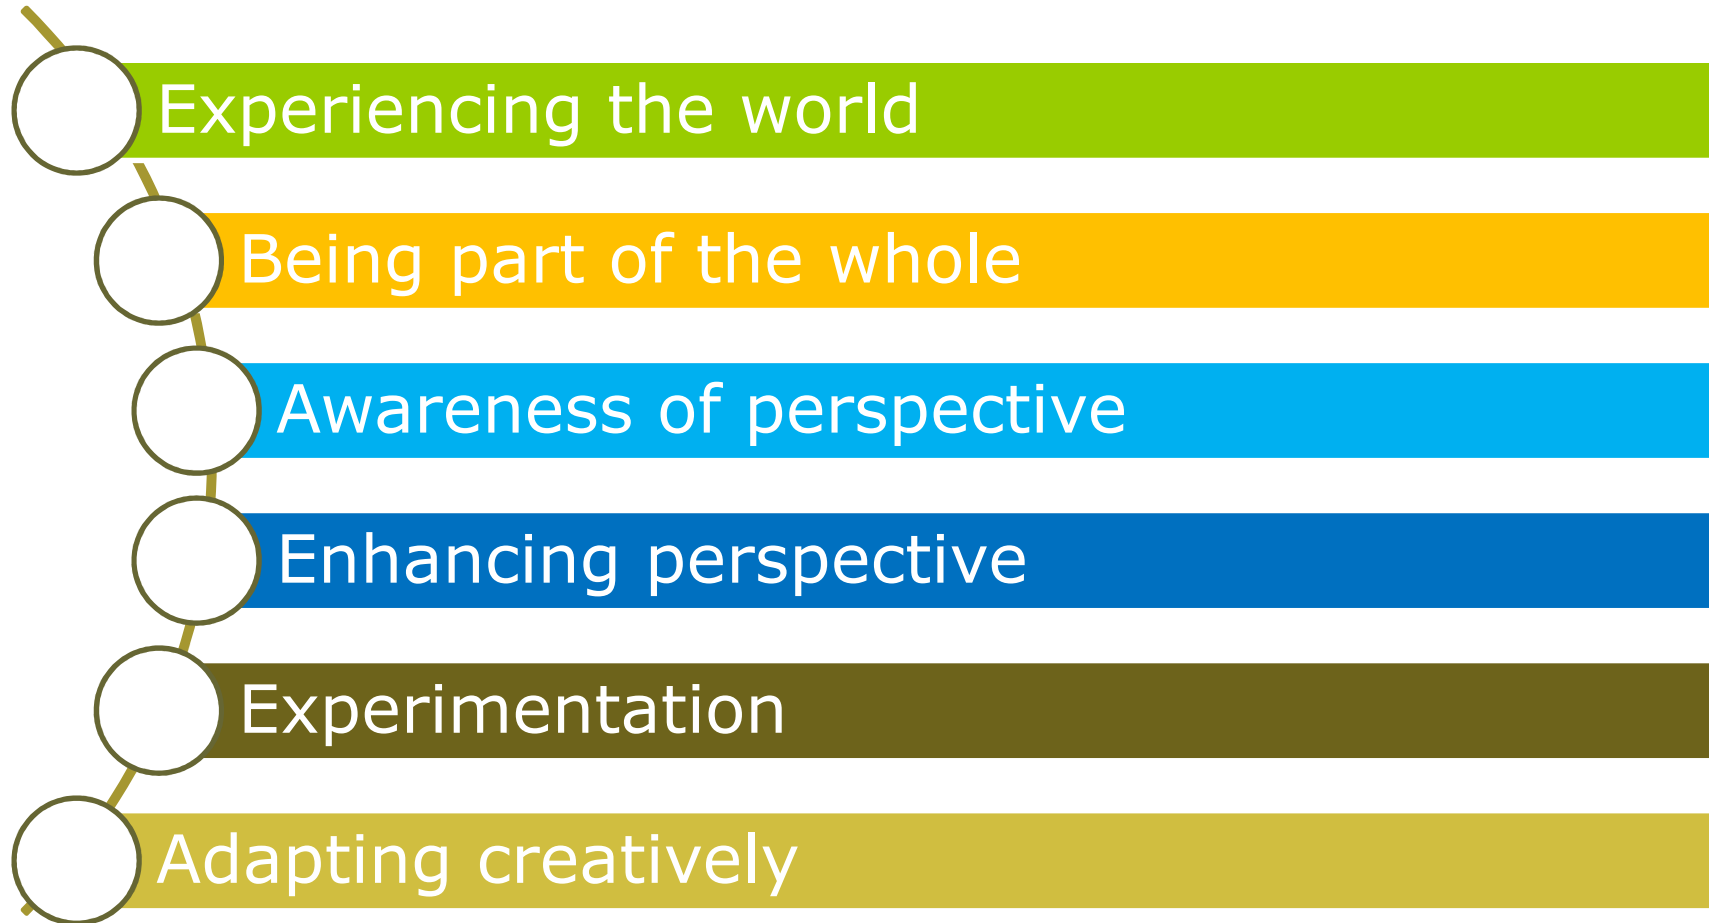 Experiencing the world
Being part of the whole
Awareness of perspective
Enhancing perspective
Experimentation
Adapting creatively